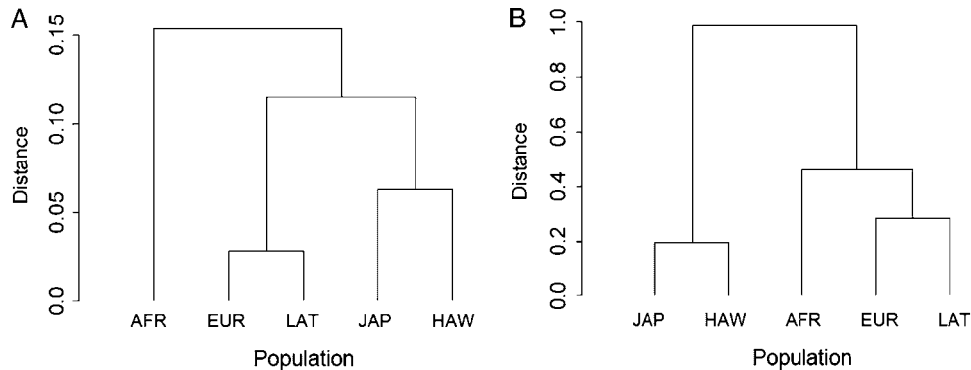 A
Distance
0.15
0.10
0.05
0.0
AFR EUR LAT JAP HAW
Population
B
Distance
1.0
0.8
0.6
0.4
0.2
0.0
JAP HAW AFR EUR LAT
Population